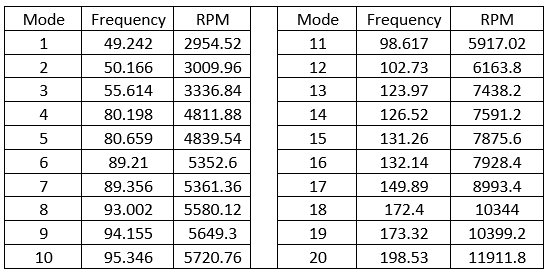 Mode Frequency RPM Mode Frequency RPM
1 49.242 2954.52 11 98.617 5917.02
2 50.166 3009.96 12 102.73 6163.8
3 55.614 3336.84 13 123.97 7438.2
4 80.198 4811.88 14 126.52 7591.2
5 80.659 4839.54 15 131.26 7875.6
6 89.21 5352.6 16 132.14 7928.4
7 89.356 5361.36 17 149.89 8993.4
8 93.002 5580.12 18 172.4 10344
9 94.155 5649.3 19 173.32 10399.2
10 95.346 5720.76 20 198.53 11911.8